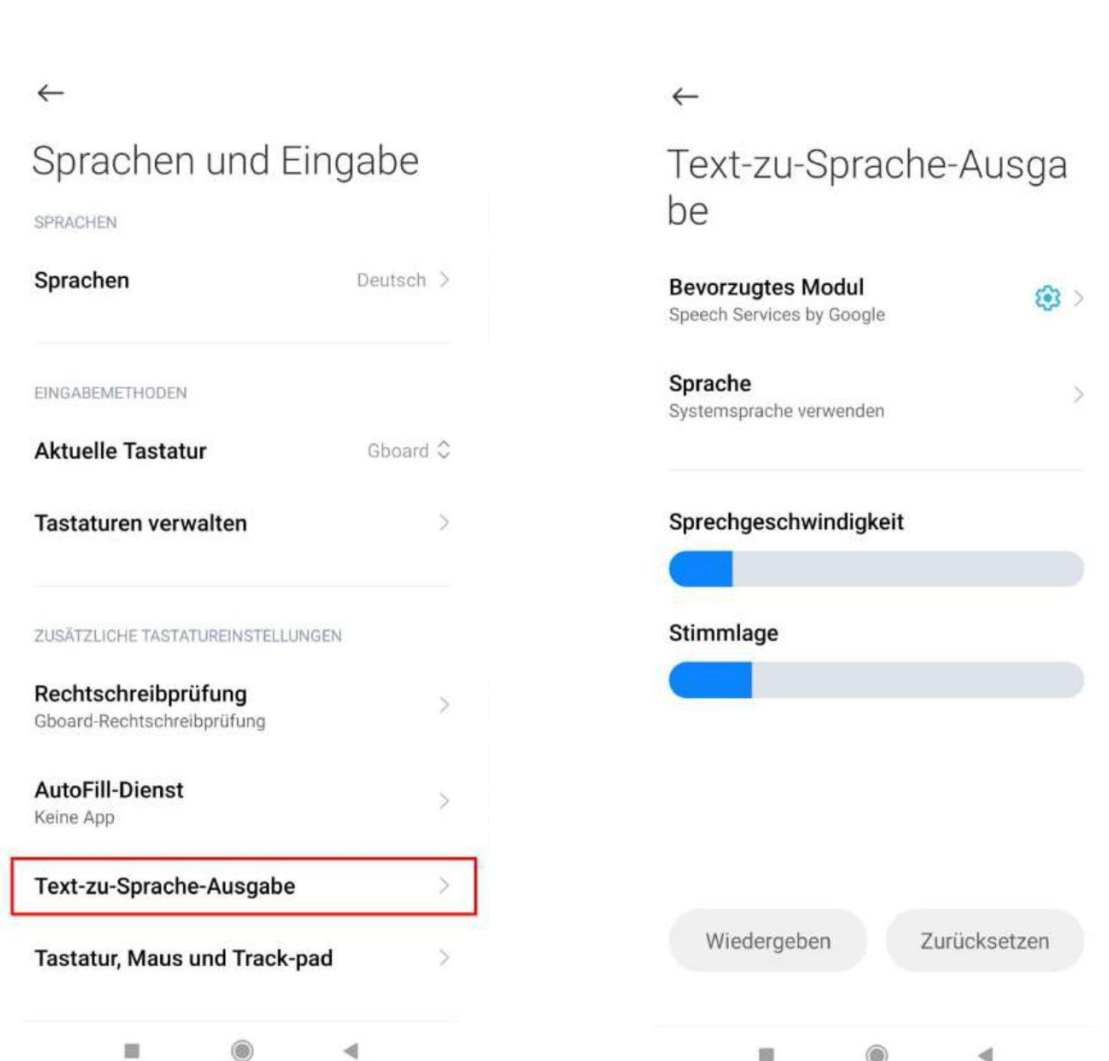 Sprachen und Eingabe
SPRACHEN
Sprachen Deutsch
EINGABEMETHODEN
Aktuelle Tastatur Gboard
Tastaturen verwalten
ZUSÄTZLICHE TASTATUREINSTELLUNGEN
Rechtschreibprüfung
Gboard-Rechtschreibprüfung
AutoFill-Dienst
Keine App
Text-zu-Sprache-Ausgabe
Tastatur, Maus und Track-pad
Text-zu-Sprache-Ausga
be
Bevorzugtes Modul
Speech Services by Google
Sprache
Systemsprache verwenden
Sprechgeschwindigkeit
Stimmlage
Wiedergeben Zurücksetzen